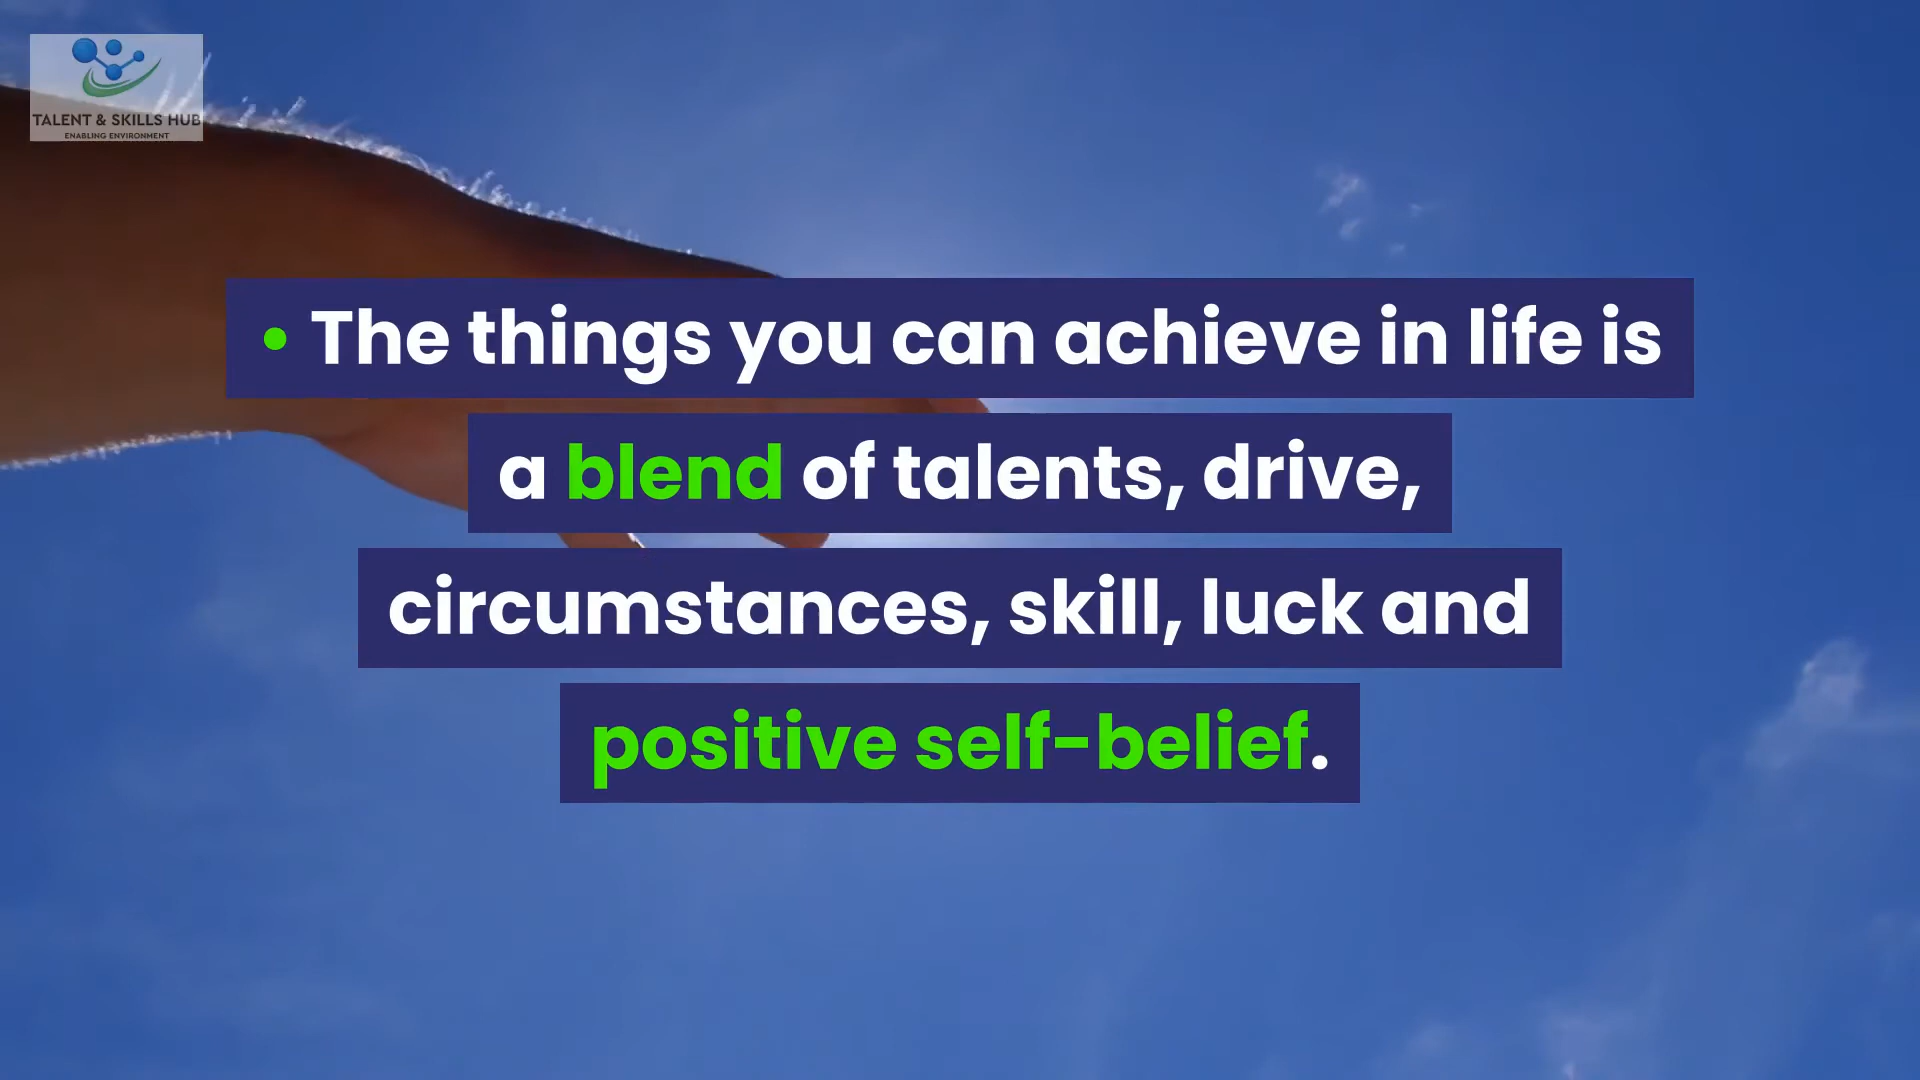 TALENT & SKILLS HUB
ENABLING ENVIRONMENT
• The things you can achieve in life is
a blend of talents, drive,
circumstances, skill, luck and
positive self-belief.